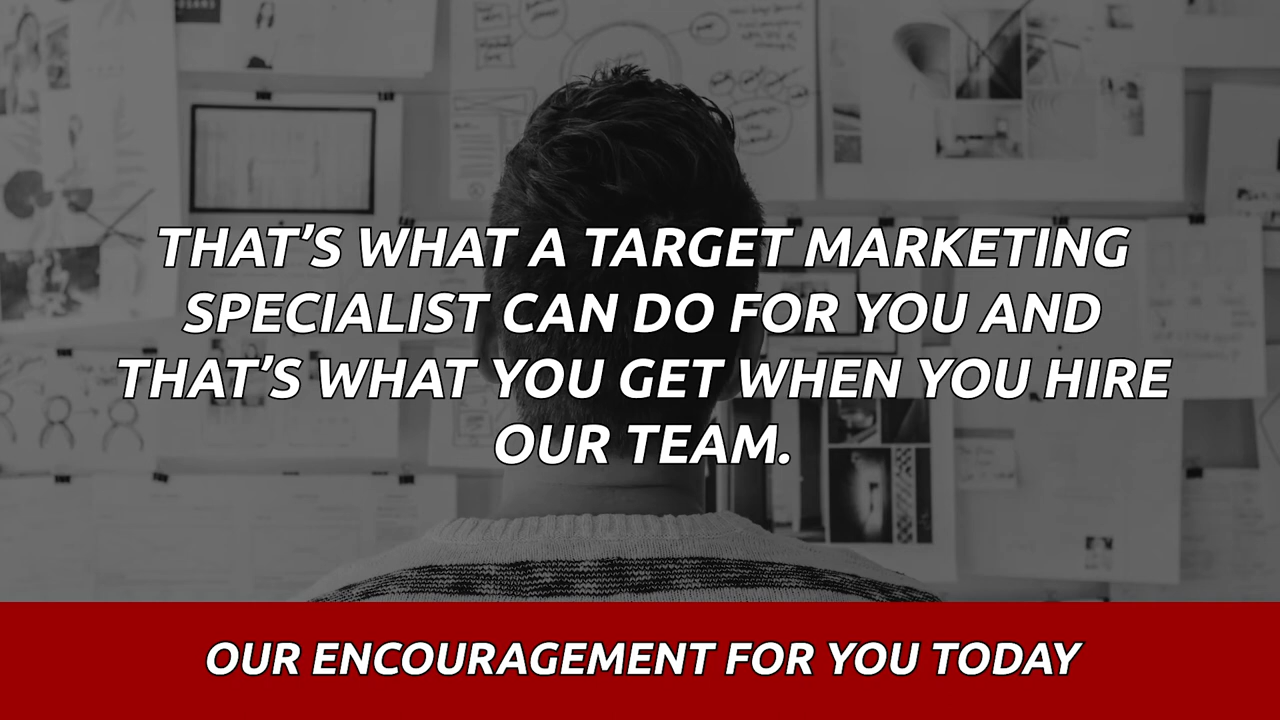 THAT'S WHAT A TARGET MARKETING
SPECIALIST CAN DO FOR YOU AND
THAT'S WHAT YOU GET WHEN YOU HIRE
OUR TEAM.
OUR ENCOURAGEMENT FOR YOU TODAY